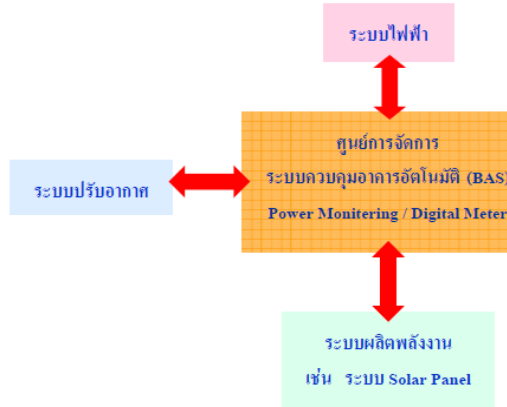 ระบบไฟฟ้า
ศูนย์การจัดการ
ระบบควบคุมอาคารอัตโนมัติ (BAS)
Power Monitering / Digital Meter
ระบบปรับอากาศ
ระบบผลิตพลังงาน
เช่น ระบบ Solar Panel